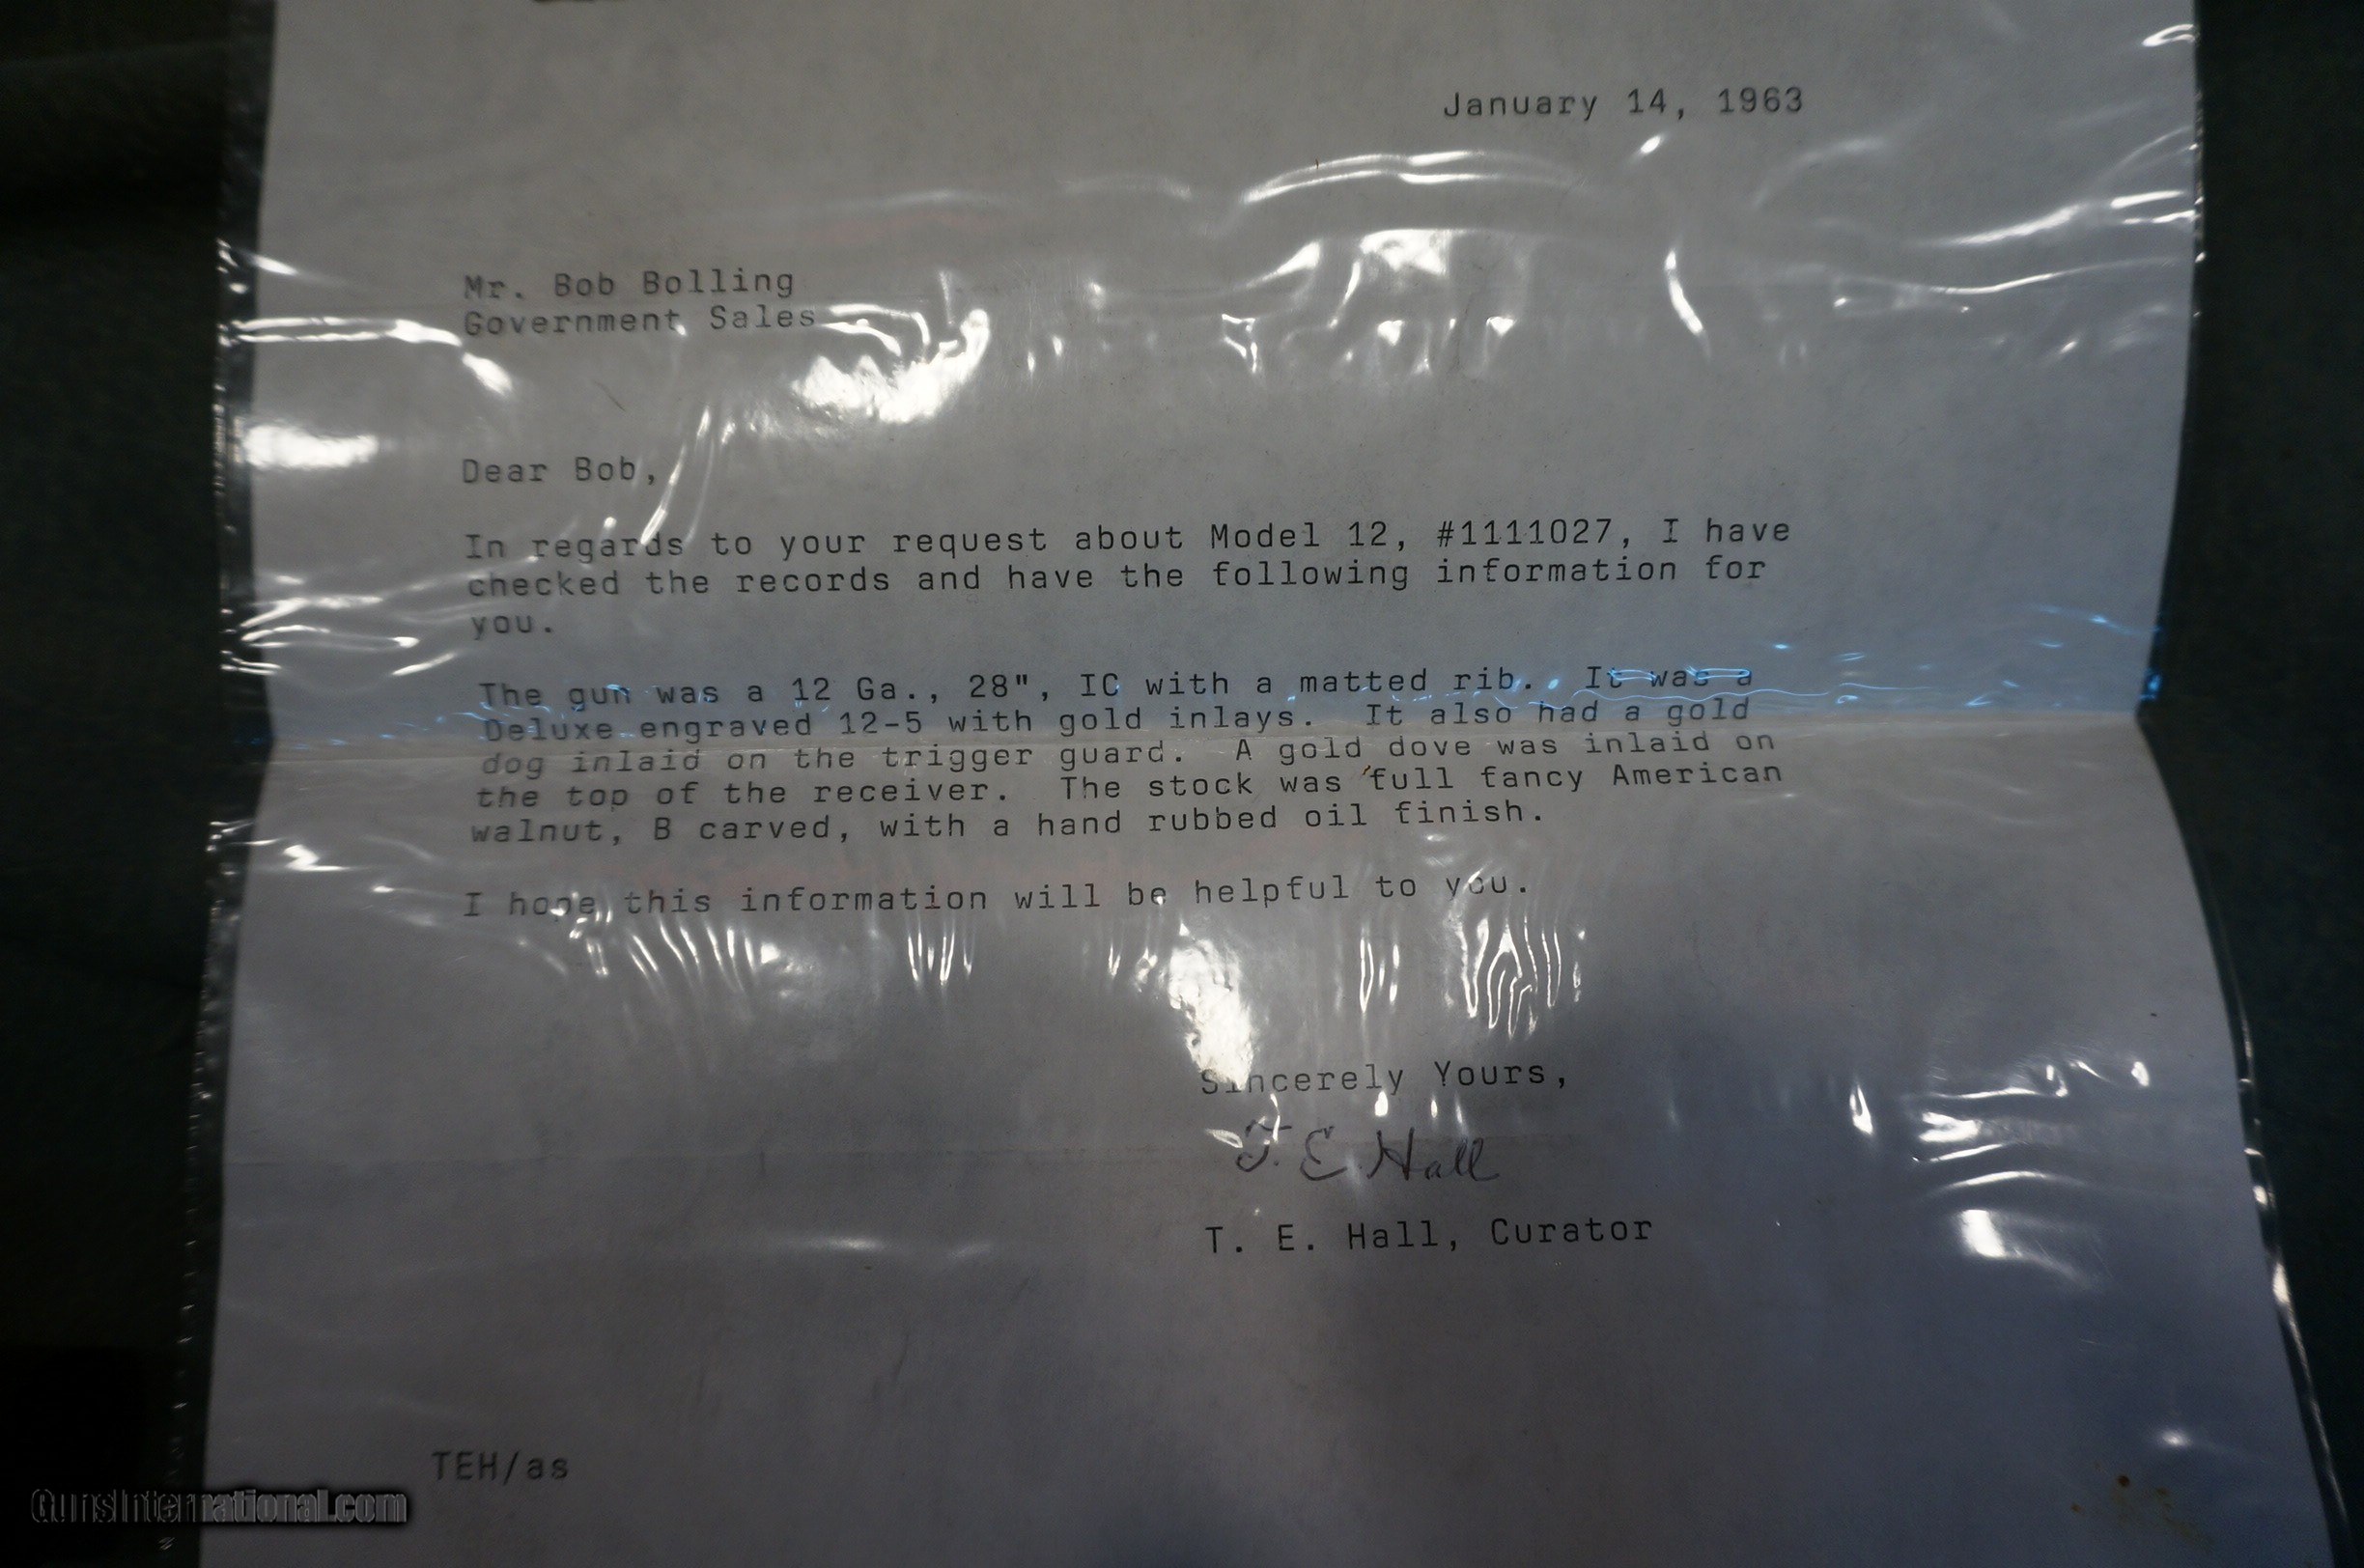 January 14, 1963
Mr. Bob Bolling
Government Sales
Dear Bob,
In regards to your request about Model 12, #1111027, I have
checked the records and have the following information for
you.
The gun was a 12 Ga., 28", IC with a matted rib. It was a
Deluxe engraved 12-5 with gold inlays. It also had a gold
dog inlaid on the trigger guard. A gold dove was inlaid on
the top of the receiver. The stock was full fancy American
walnut, B carved, with a hand rubbed oil finish.
I hope this information will be helpful to you.
Sincerely Yours,
T. E. Hall
T. E. Hall, Curator
TEH/as
GunsInternational.com